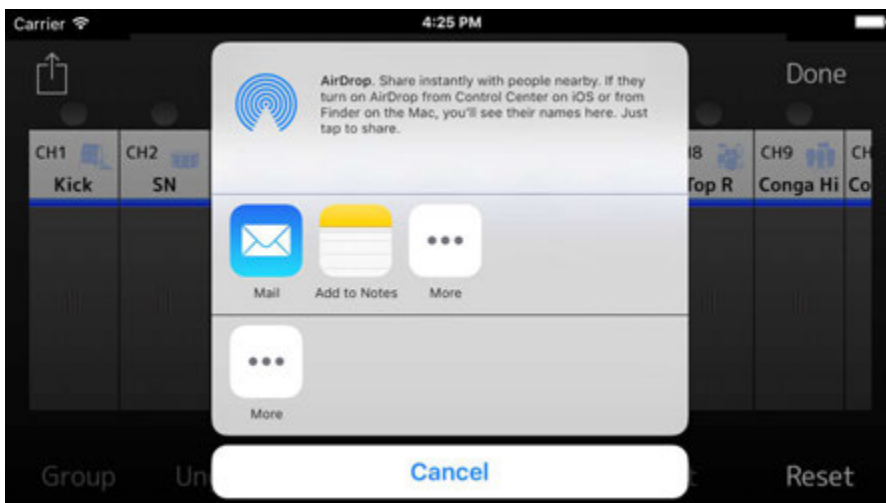 Carrier
4:25 PM
Done
AirDrop. Share instantly with people nearby. If they
turn on AirDrop from Control Center on iOS or from
Finder on the Mac, you'll see their names here. Just
tap to share.
CH1
CH2
CH9
CH
Kick
SN
Top R
Conga Hi
Co
Mail
Add to Notes
More
More
Cancel
Group
Un
Reset